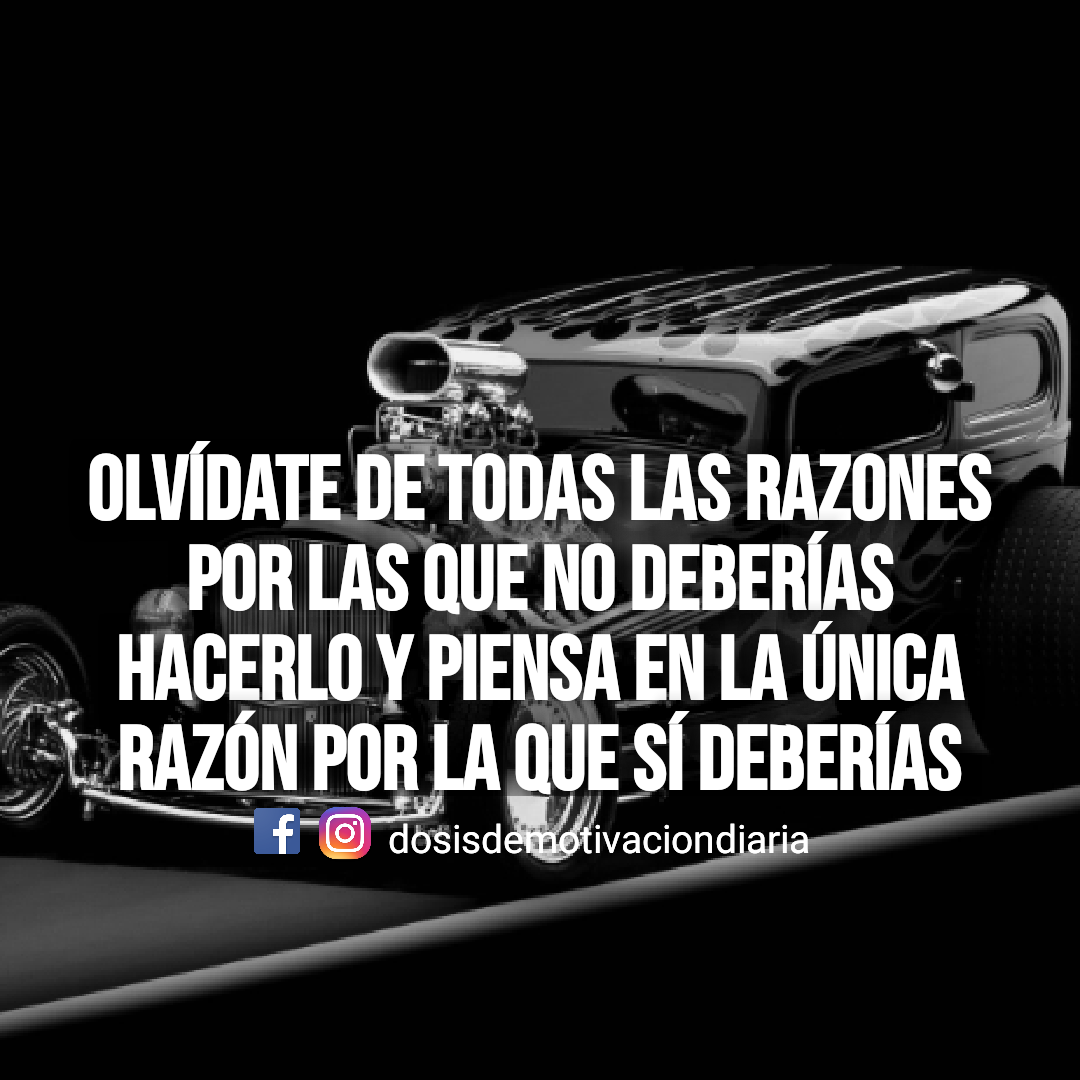 OLVÍDATE DE TODAS LAS RAZONES
POR LAS QUE NO DEBERÍAS
HACERLO Y PIENSA EN LA ÚNICA
RAZÓN POR LA QUE SÍ DEBERÍAS
f dosisdemotivaciondiaria